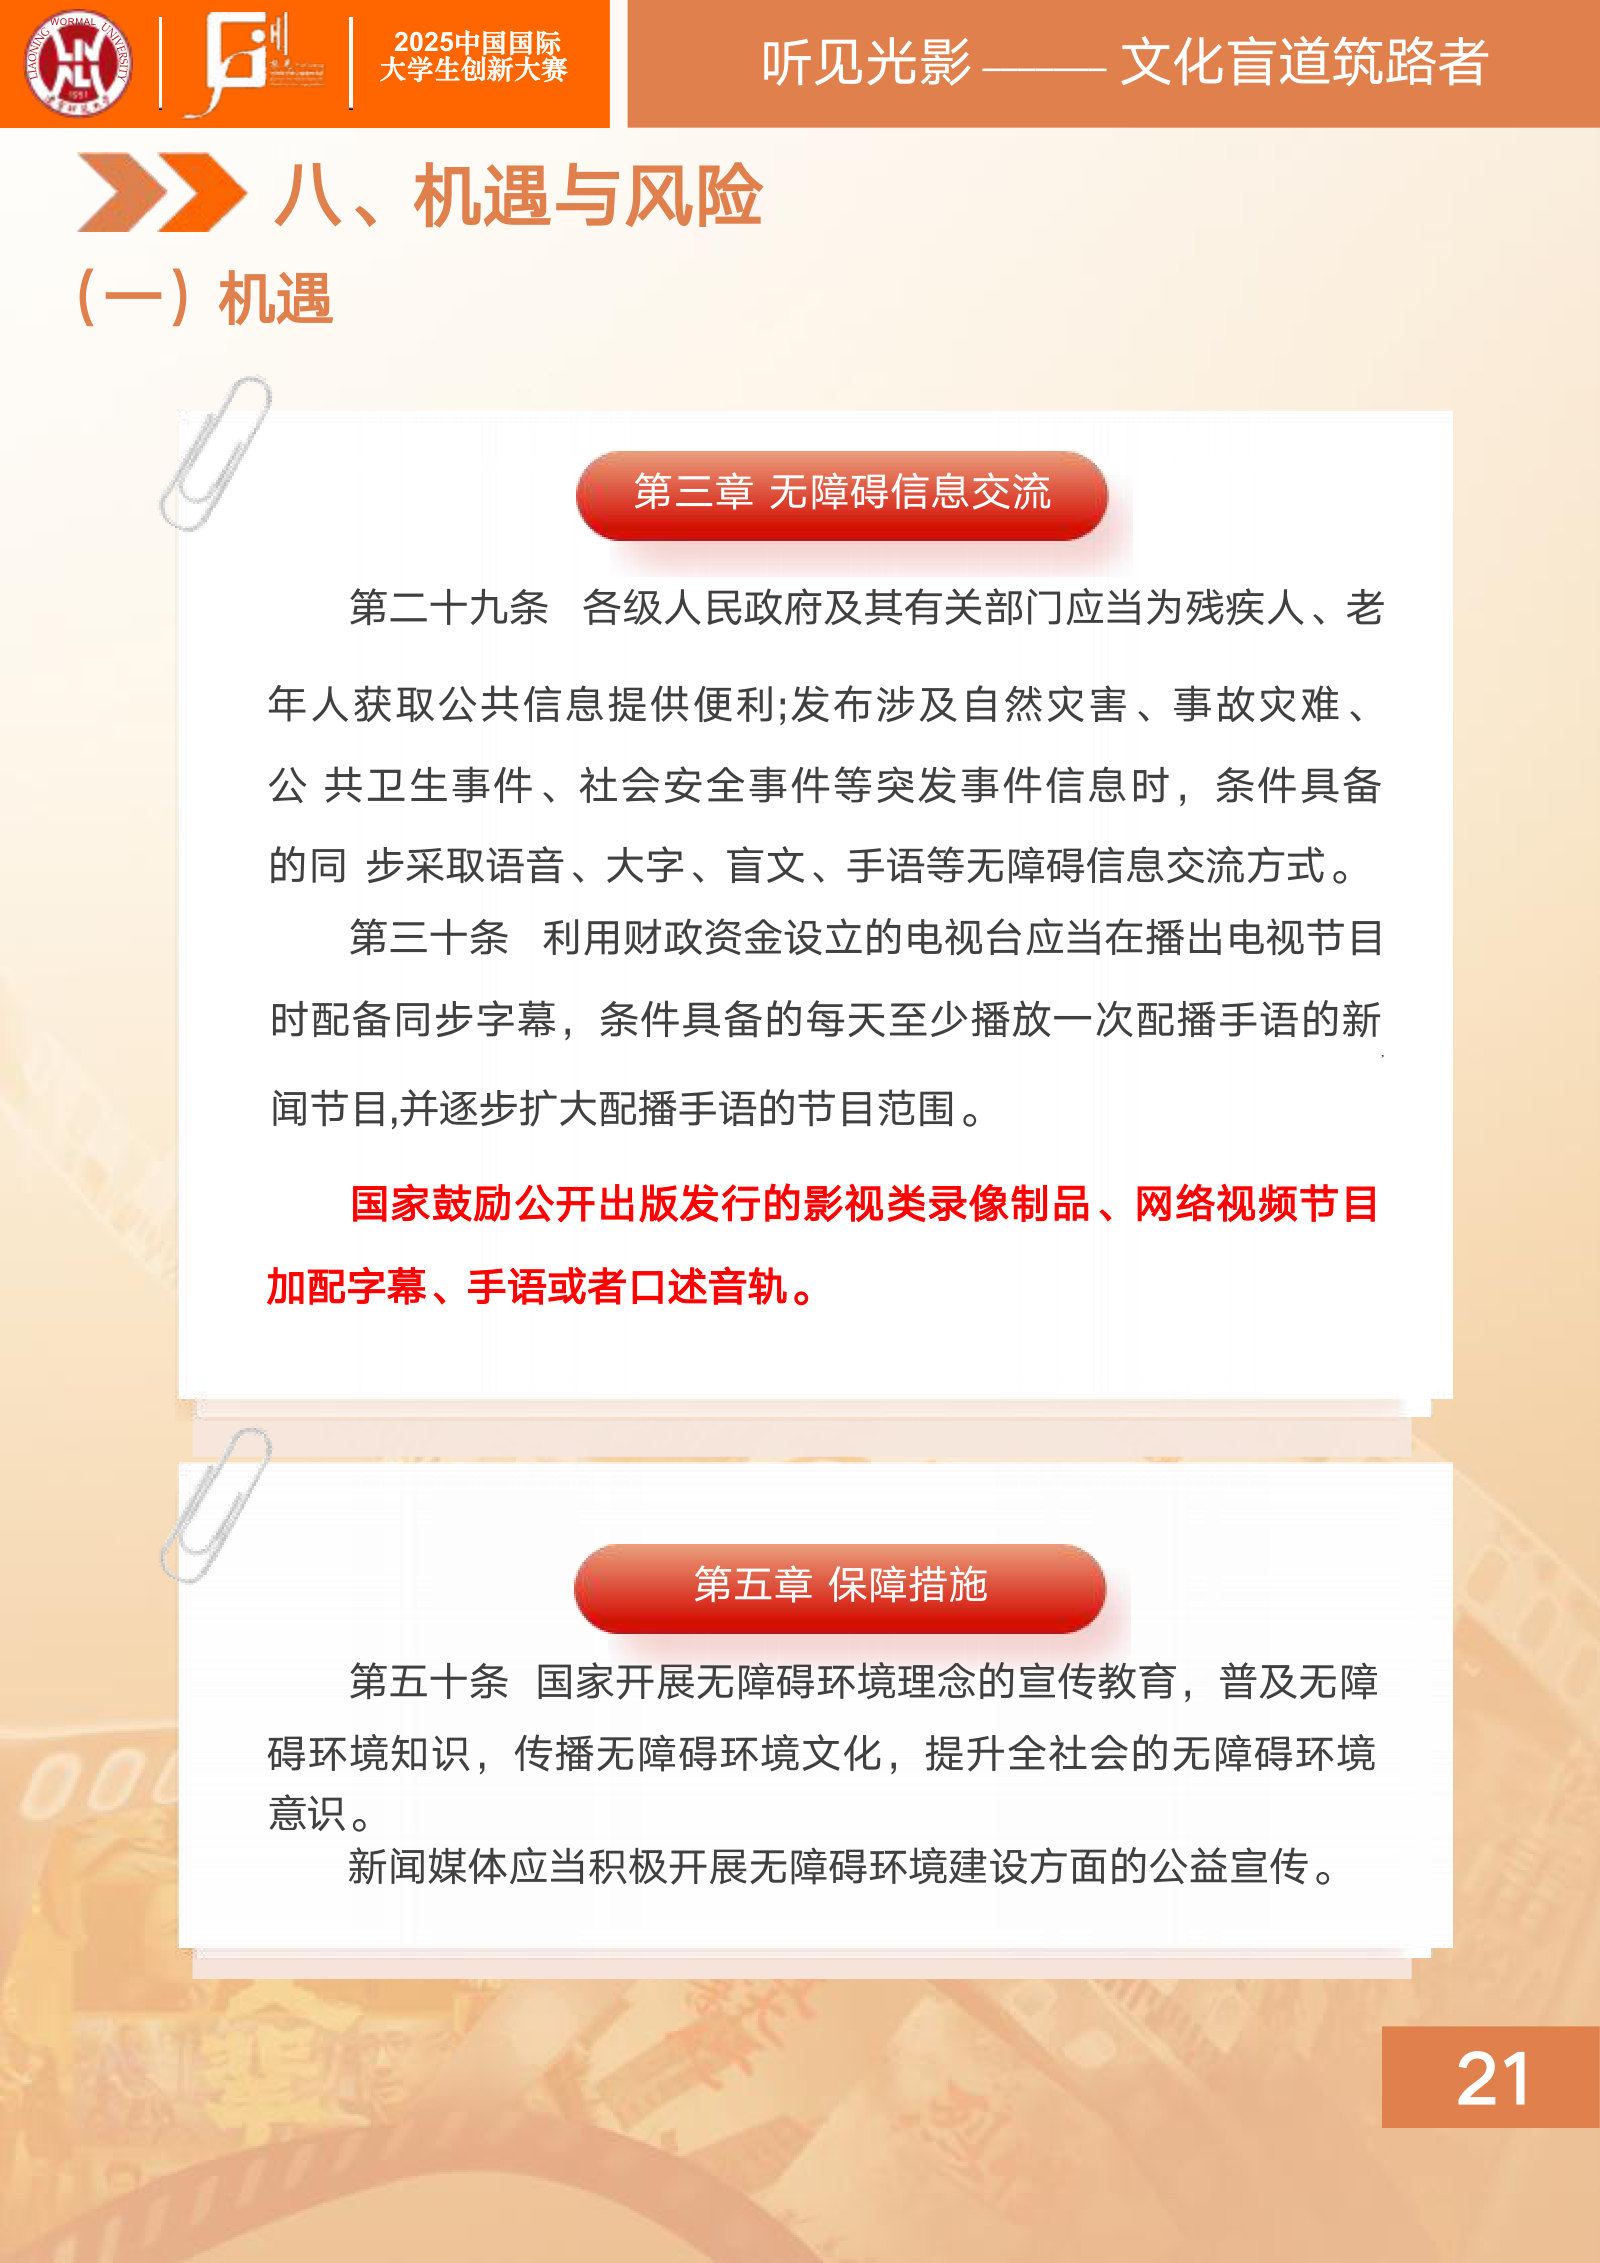 LIAONING WORMAL UNIVERSITY
1951
2025中国国际
大学生创新大赛
听见光影 ——— 文化盲道筑路者
八、机遇与风险
（一）机遇
第三章 无障碍信息交流
第二十九条 各级人民政府及其有关部门应当为残疾人、老
年人获取公共信息提供便利;发布涉及自然灾害、事故灾难、
公 共卫生事件、社会安全事件等突发事件信息时，条件具备
的同 步采取语音、大字、盲文、手语等无障碍信息交流方式。
第三十条 利用财政资金设立的电视台应当在播出电视节目
时配备同步字幕，条件具备的每天至少播放一次配播手语的新
闻节目,并逐步扩大配播手语的节目范围。
国家鼓励公开出版发行的影视类录像制品、网络视频节目
加配字幕、手语或者口述音轨。
第五章 保障措施
第五十条 国家开展无障碍环境理念的宣传教育，普及无障
碍环境知识，传播无障碍环境文化，提升全社会的无障碍环境
意识。
新闻媒体应当积极开展无障碍环境建设方面的公益宣传。
21